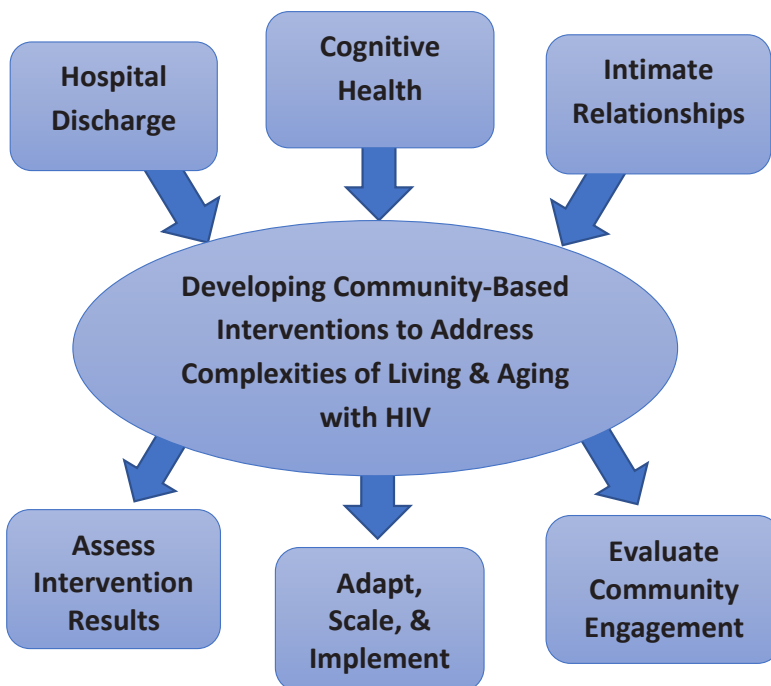 Hospital
Discharge
Cognitive
Health
Intimate
Relationships
Developing Community-Based
Interventions to Address
Complexities of Living & Aging
with HIV
Assess
Intervention
Results
Adapt,
Scale, &
Implement
Evaluate
Community
Engagement